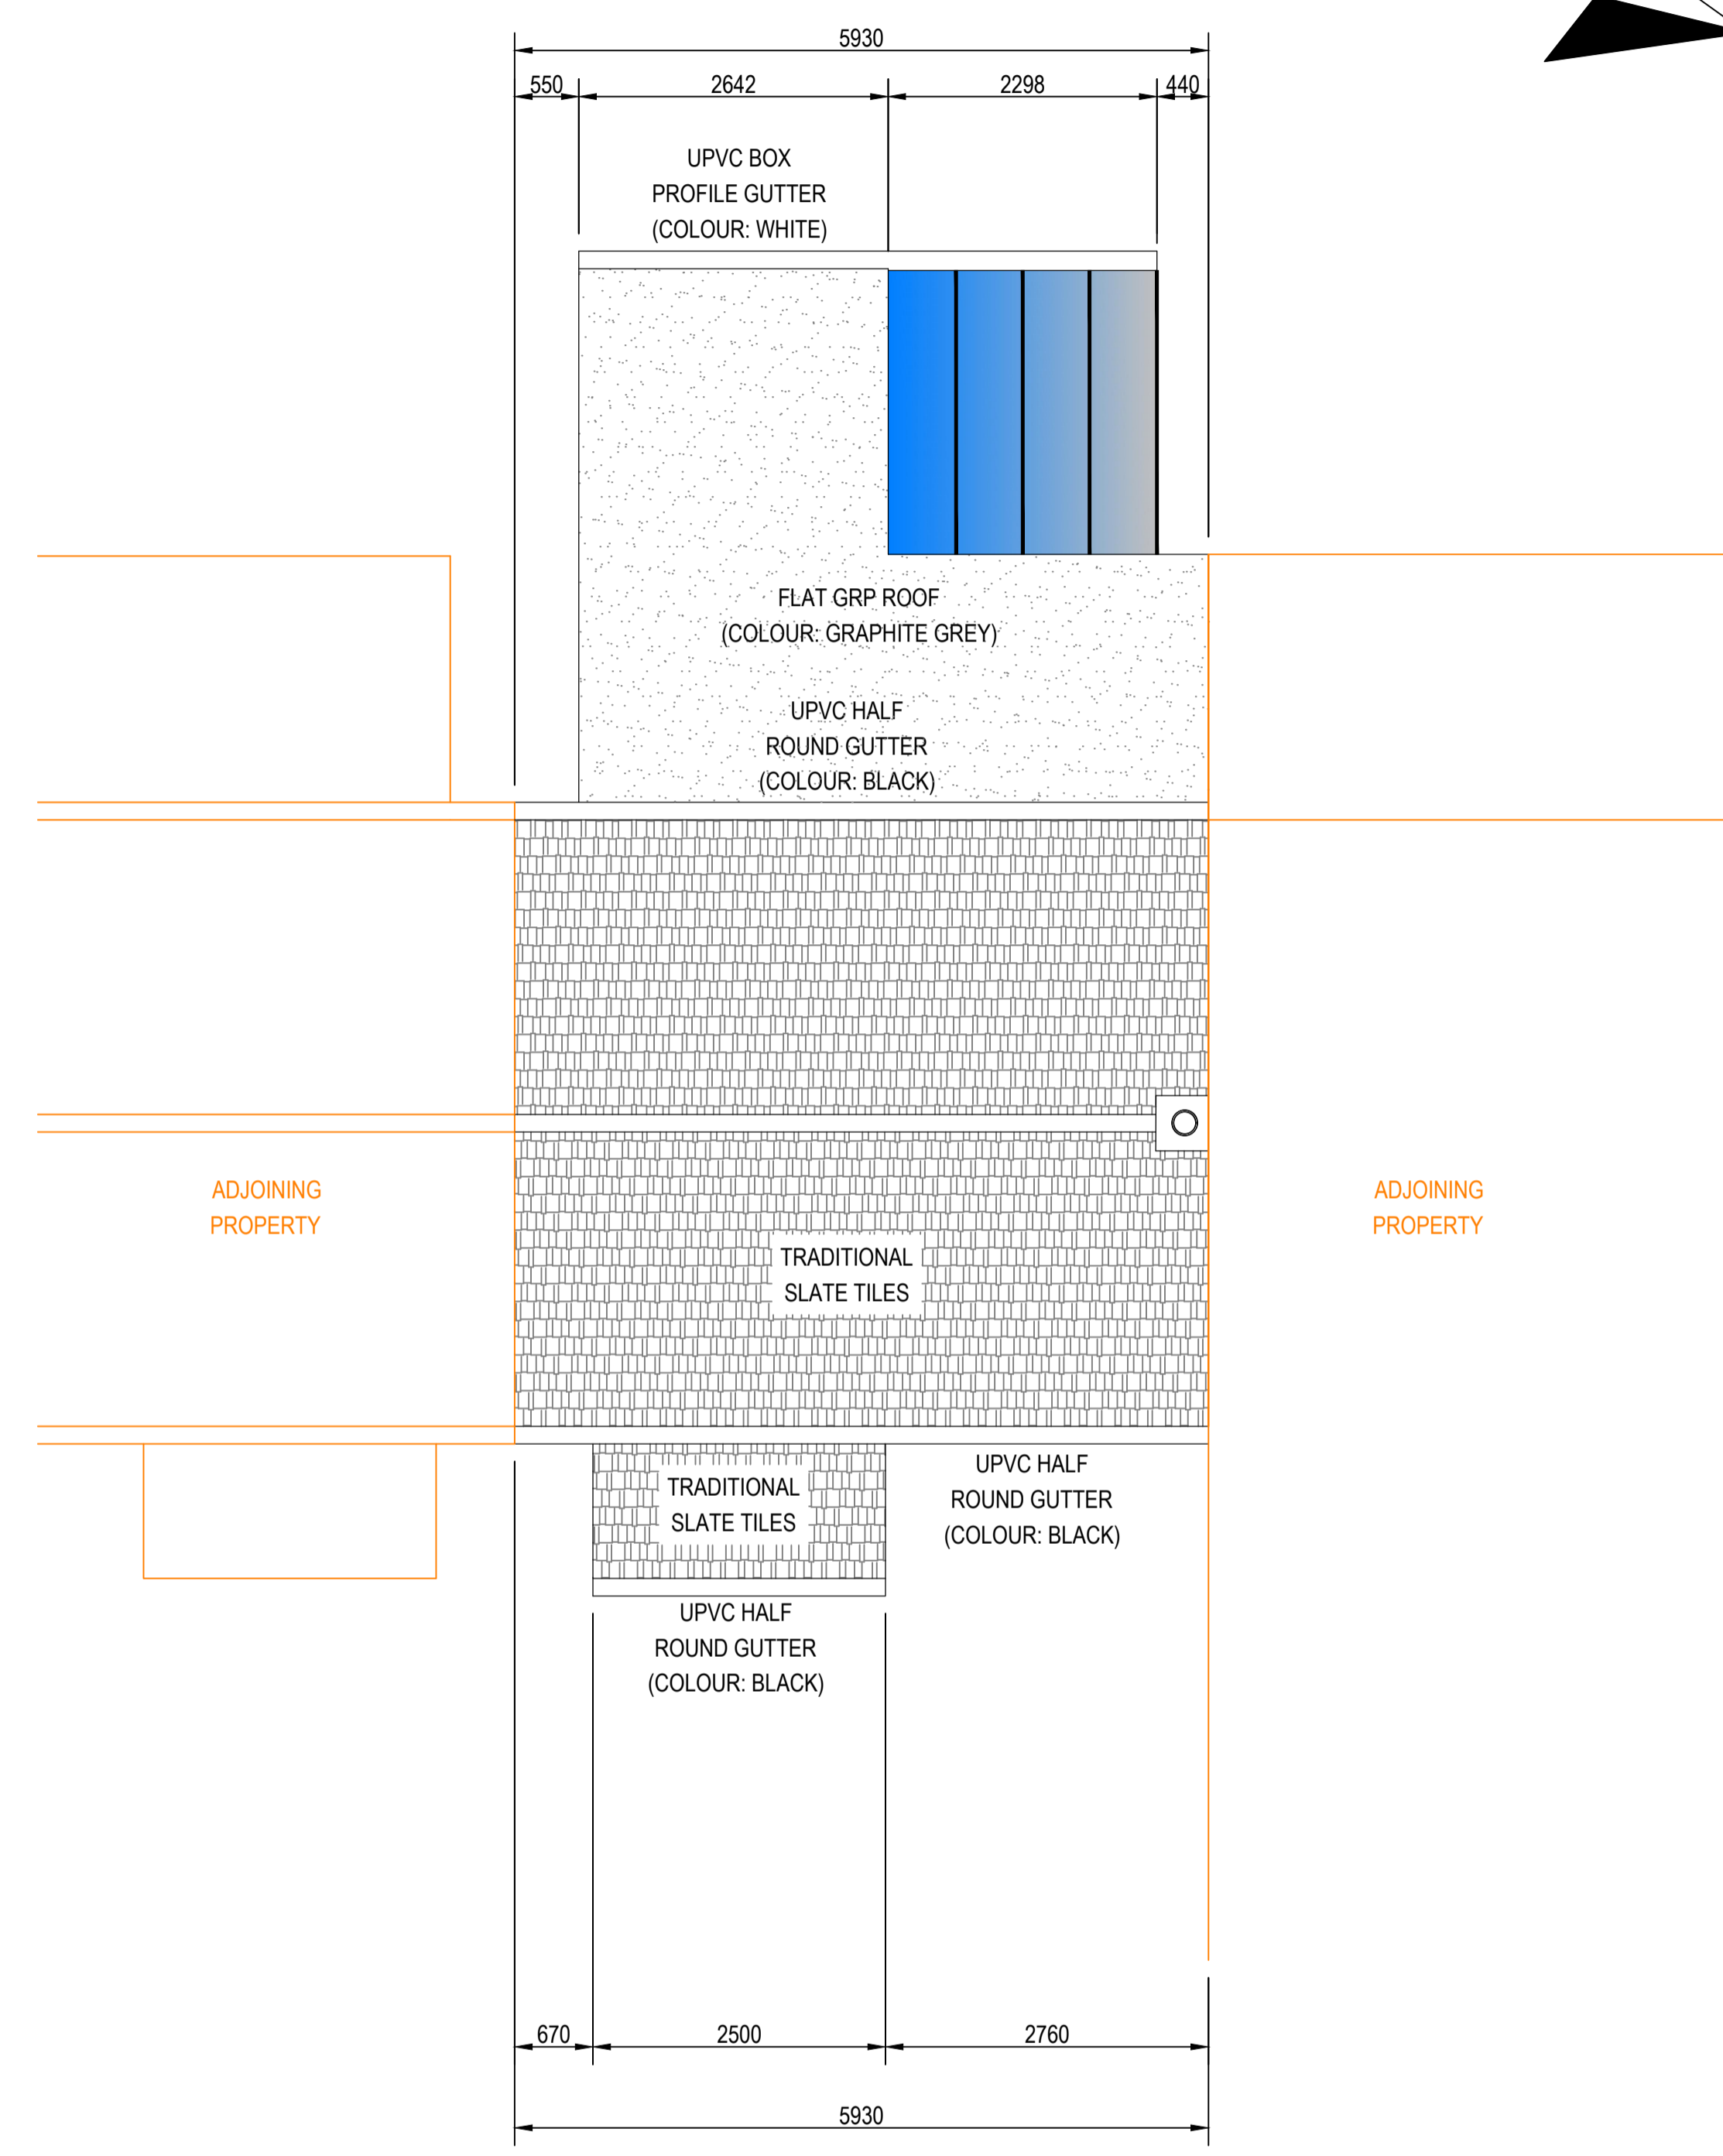 5930
550
2642
2298
440
UPVC BOX
PROFILE GUTTER
(COLOUR: WHITE)
FLAT GRP ROOF
(COLOUR: GRAPHITE GREY)
UPVC HALF
ROUND GUTTER
(COLOUR: BLACK)
ADJOINING
PROPERTY
ADJOINING
PROPERTY
TRADITIONAL
SLATE TILES
TRADITIONAL
SLATE TILES
UPVC HALF
ROUND GUTTER
(COLOUR: BLACK)
UPVC HALF
ROUND GUTTER
(COLOUR: BLACK)
670
2500
2760
5930